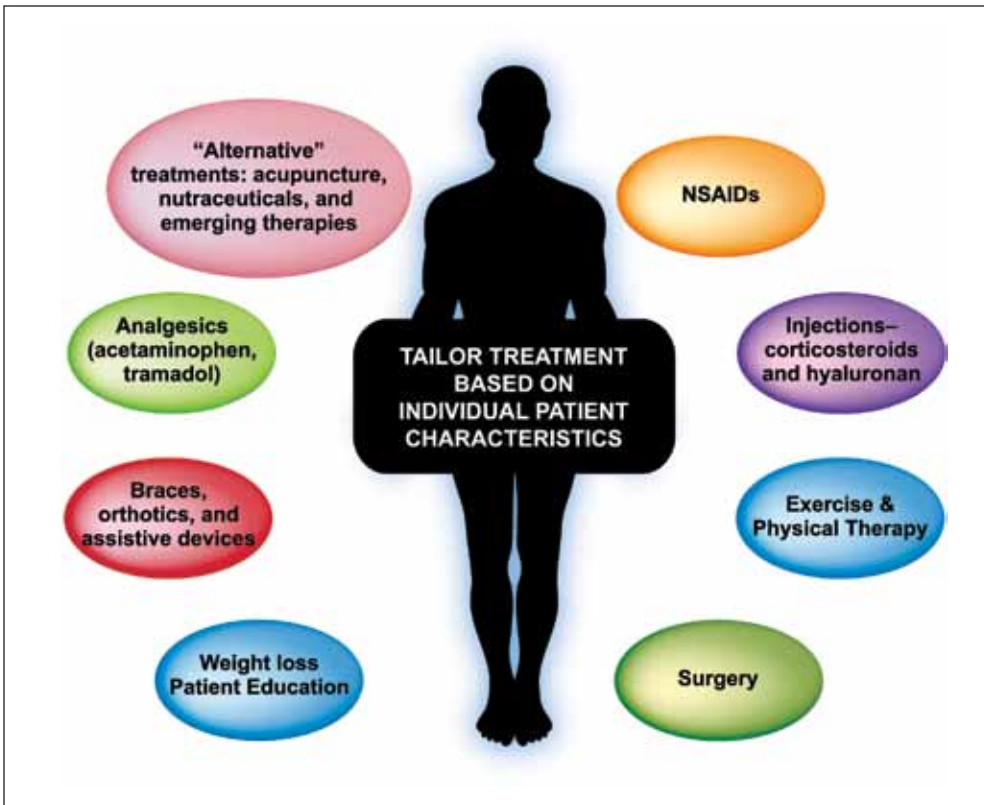 “Alternative”
treatments: acupuncture,
nutraceuticals, and
emerging therapies
NSAIDs
Analgesics
(acetaminophen,
tramadol)
Injections–
corticosteroids
and hyaluronan
TAILOR TREATMENT
BASED ON
INDIVIDUAL PATIENT
CHARACTERISTICS
Braces,
orthotics, and
assistive devices
Exercise &
Physical Therapy
Weight loss
Patient Education
Surgery